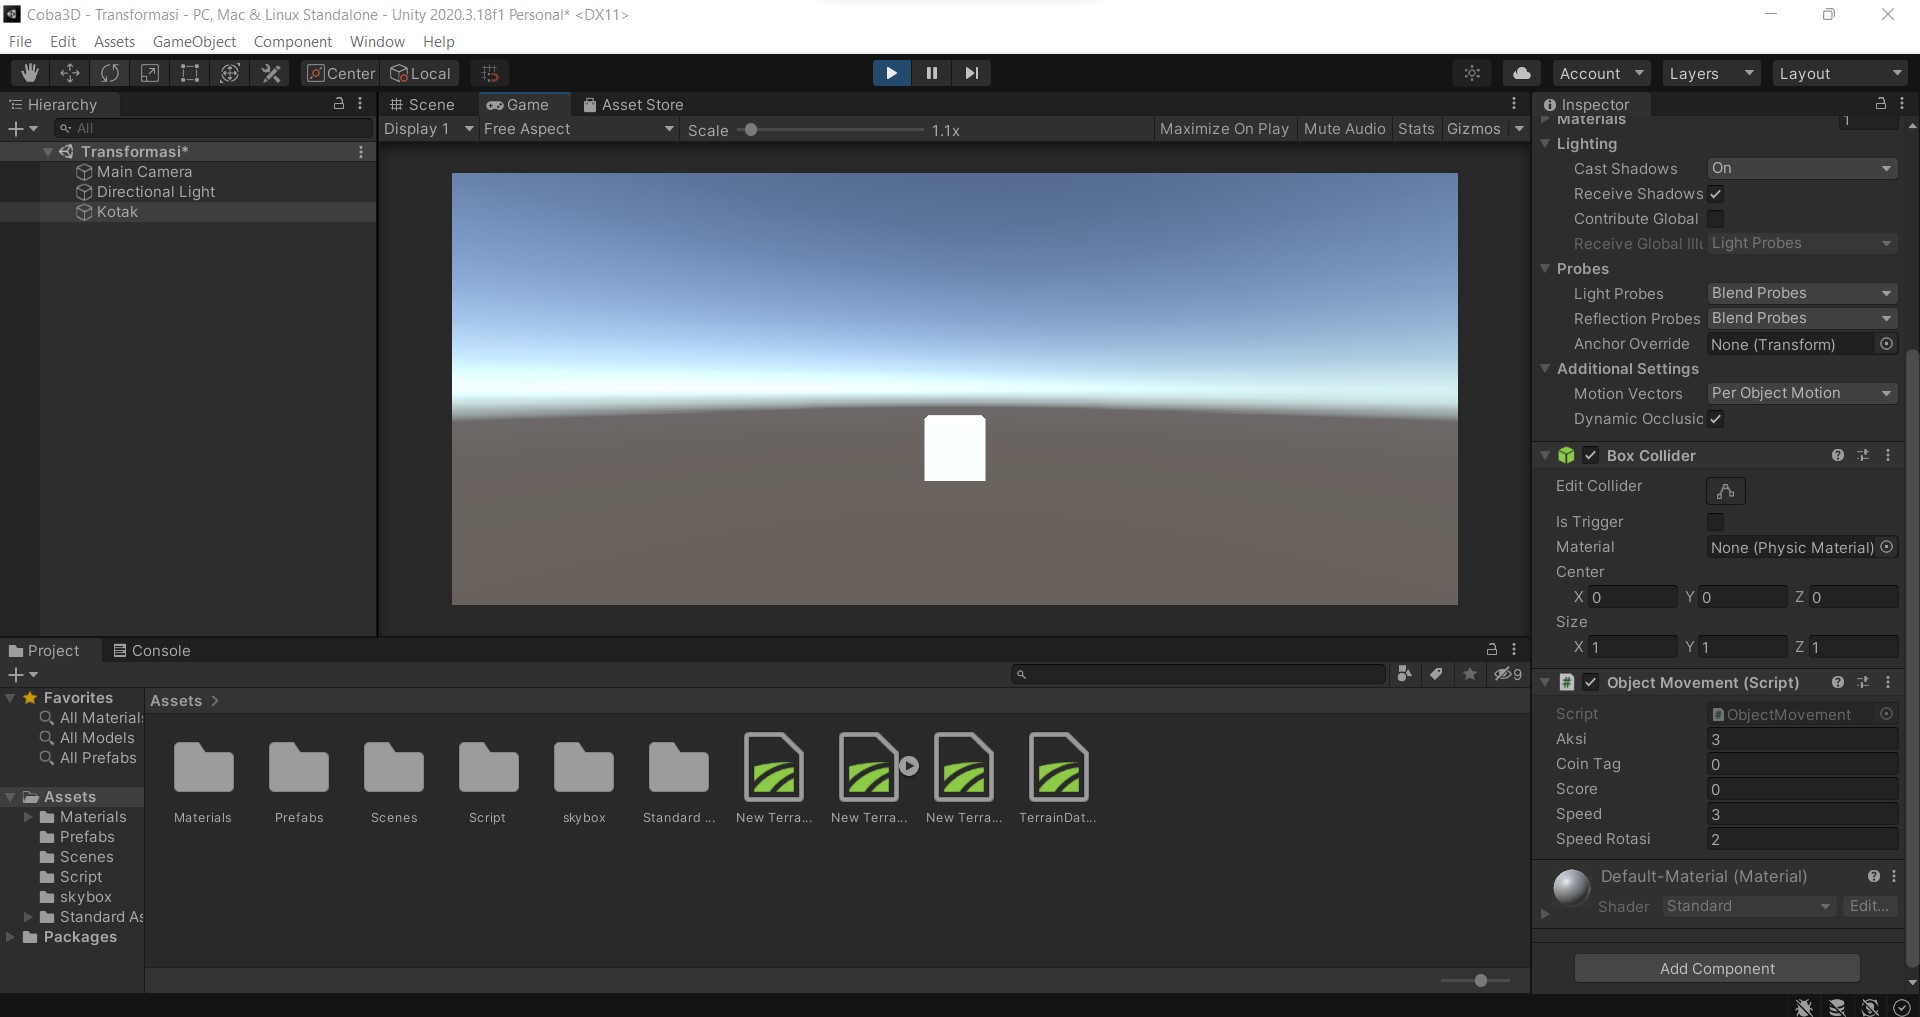 Coba3D - Transformasi - PC, Mac & Linux Standalone - Unity 2020.3.18f1 Personal* <DX11>
File Edit Assets GameObject Component Window Help
Center Local Account Layers Layout
Hierarchy
All
Transformasi*
Main Camera
Directional Light
Kotak
Scene Game Asset Store
Display 1 Free Aspect Scale 1.1x Maximize On Play Mute Audio Stats Gizmos
Inspector
Materials 1
Lighting
Cast Shadows On
Receive Shadows
Contribute Global
Receive Global Illu Light Probes
Probes
Light Probes Blend Probes
Reflection Probes Blend Probes
Anchor Override None (Transform)
Additional Settings
Motion Vectors Per Object Motion
Dynamic Occlusic
Box Collider
Edit Collider
Is Trigger
Material None (Physic Material)
Center
X 0 Y 0 Z 0
Size
X 1 Y 1 Z 1
Object Movement (Script)
Script ObjectMovement
Aksi 3
Coin Tag 0
Score 0
Speed 3
Speed Rotasi 2
Default-Material (Material)
Shader Standard Edit...
Add Component
Project Console
9
Favorites
All Materials
All Models
All Prefabs
Assets
Materials
Prefabs
Scenes
Script
skybox
Standard As
Packages
Assets >
Materials Prefabs Scenes Script skybox Standard ... New Terra... New Terra... New Terra... TerrainDat...